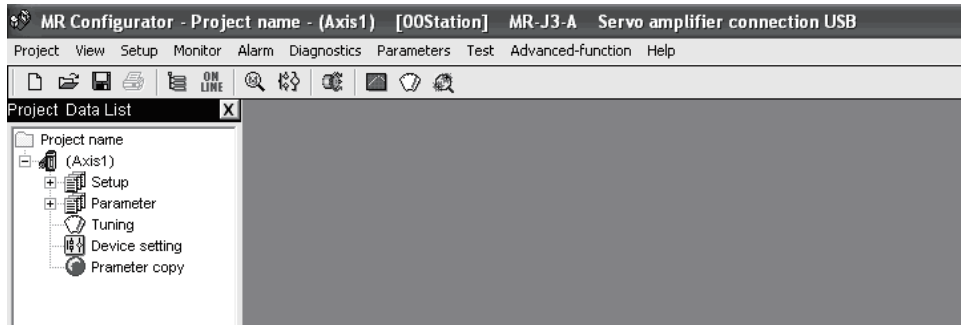 MR Configurator - Project name - (Axis1) [00Station] MR-J3-A Servo amplifier connection USB
Project View Setup Monitor Alarm Diagnostics Parameters Test Advanced-function Help
ON
LINE
Project Data List X
Project name
(Axis1)
Setup
Parameter
Tuning
Device setting
Prameter copy